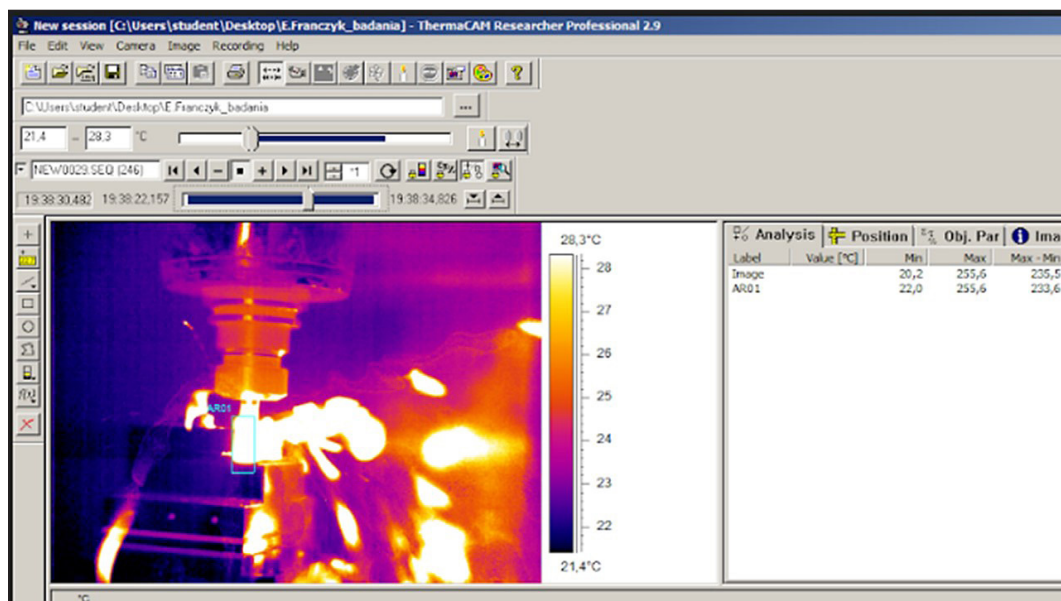 New session [C:\Users\student\Desktop\E.Franczyk_badania] - ThermaCAM Researcher Professional 2.9
File Edit View Camera Image Recording Help
C:\Users\student\Desktop\E.Franczyk_badania ...
21,4 - 28,3 °C
NEW0029.SEQ (246) *1
19:38:30,482 19:38:22,157 19:38:34,826
28,3°C
28
27
26
25
24
23
22
21,4°C
AR01
Analysis Position Obj. Par Ima
Label Value [°C] Min Max Max - Min
Image 20,2 255,6 235,5
AR01 22,0 255,6 233,6
°C